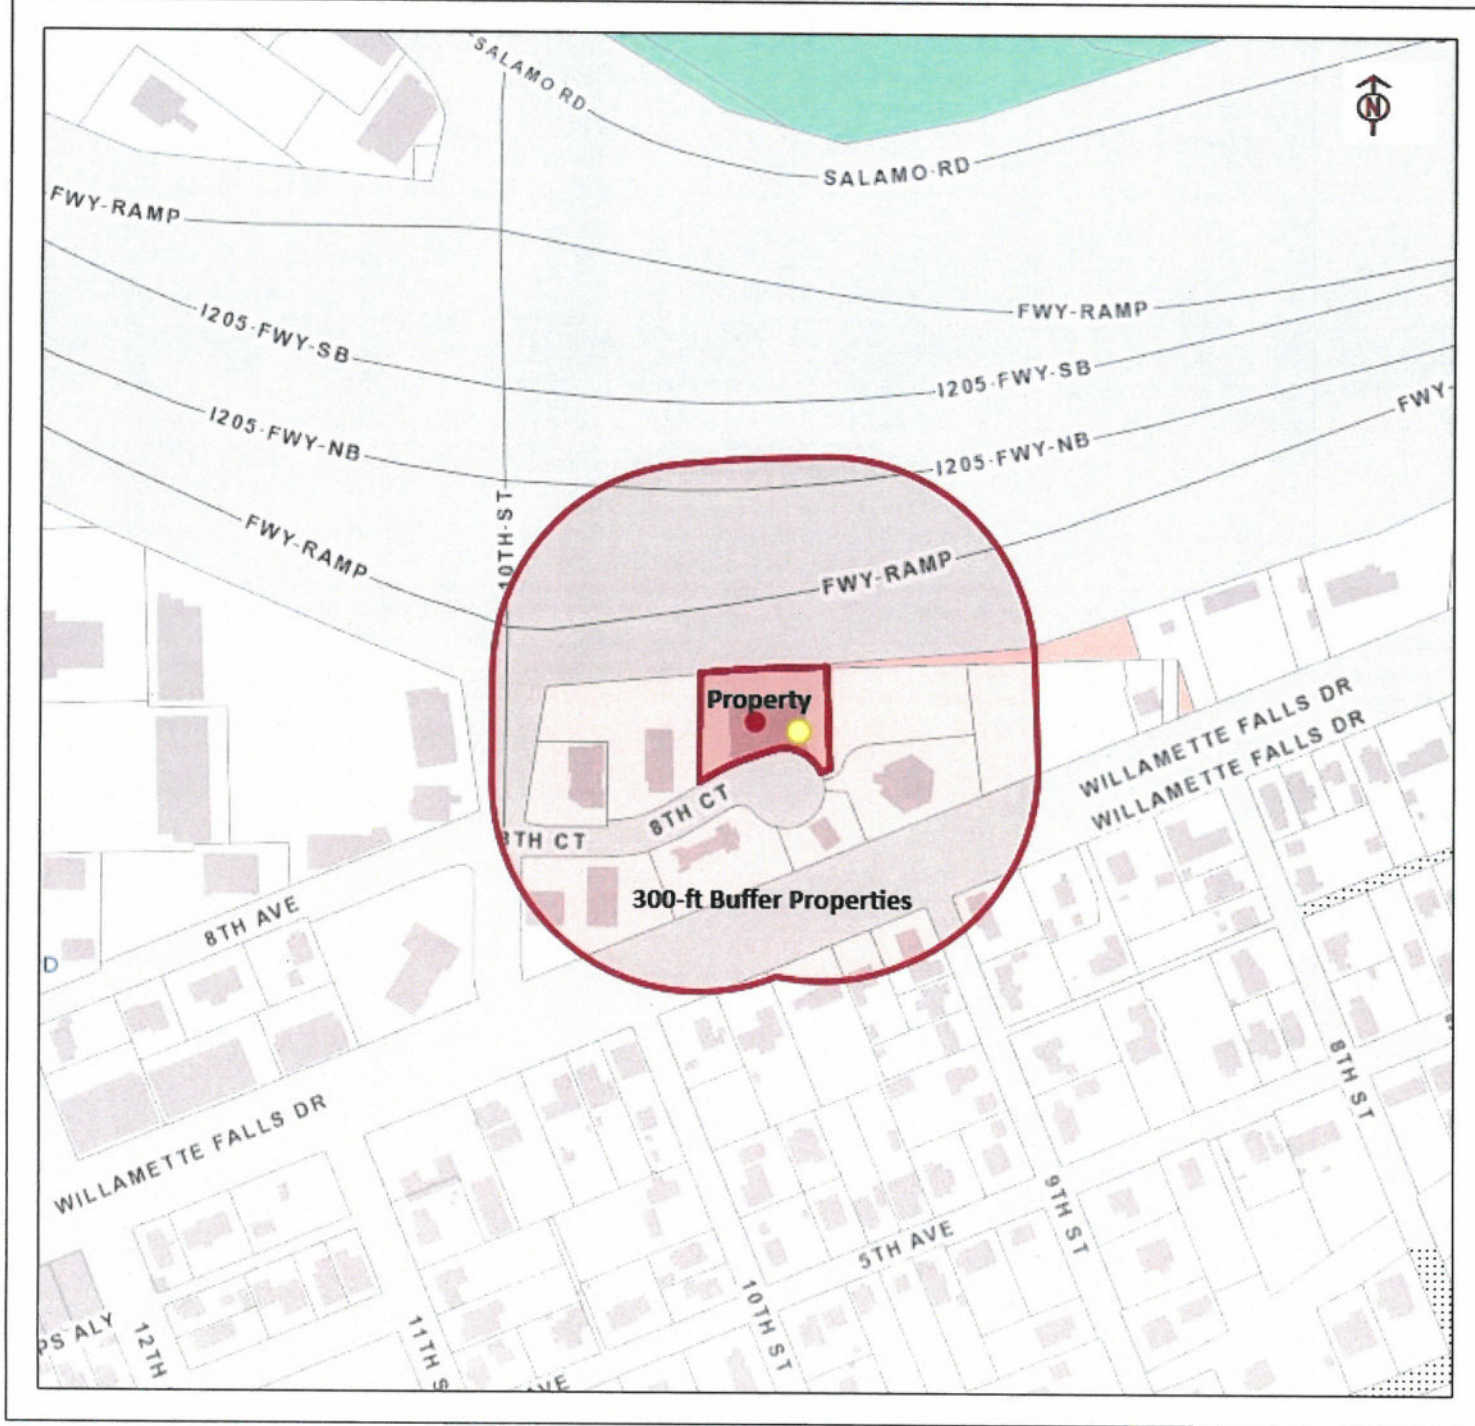 SALAMO RD
N
SALAMO RD
FWY-RAMP
FWY-RAMP
I205-FWY-SB
I205-FWY-SB
FWY-
I205-FWY-NB
I205-FWY-NB
10TH-ST
FWY-RAMP
FWY-RAMP
Property
WILLAMETTE FALLS DR
WILLAMETTE FALLS DR
8TH CT
8TH CT
300-ft Buffer Properties
8TH AVE
D
8TH ST
WILLAMETTE FALLS DR
9TH ST
5TH AVE
10TH ST
PS ALY
12TH
11TH S
VE